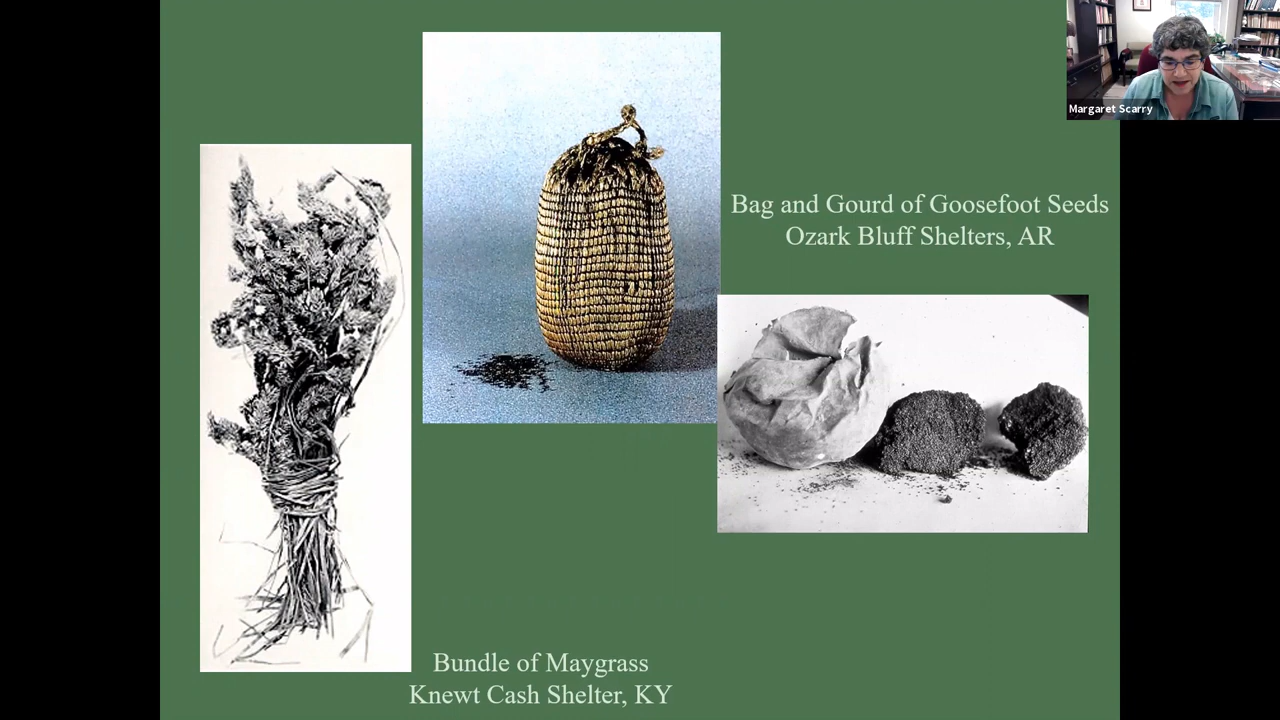 Margaret Scarry
Bag and Gourd of Goosefoot Seeds
Ozark Bluff Shelters, AR
Bundle of Maygrass
Knewt Cash Shelter, KY